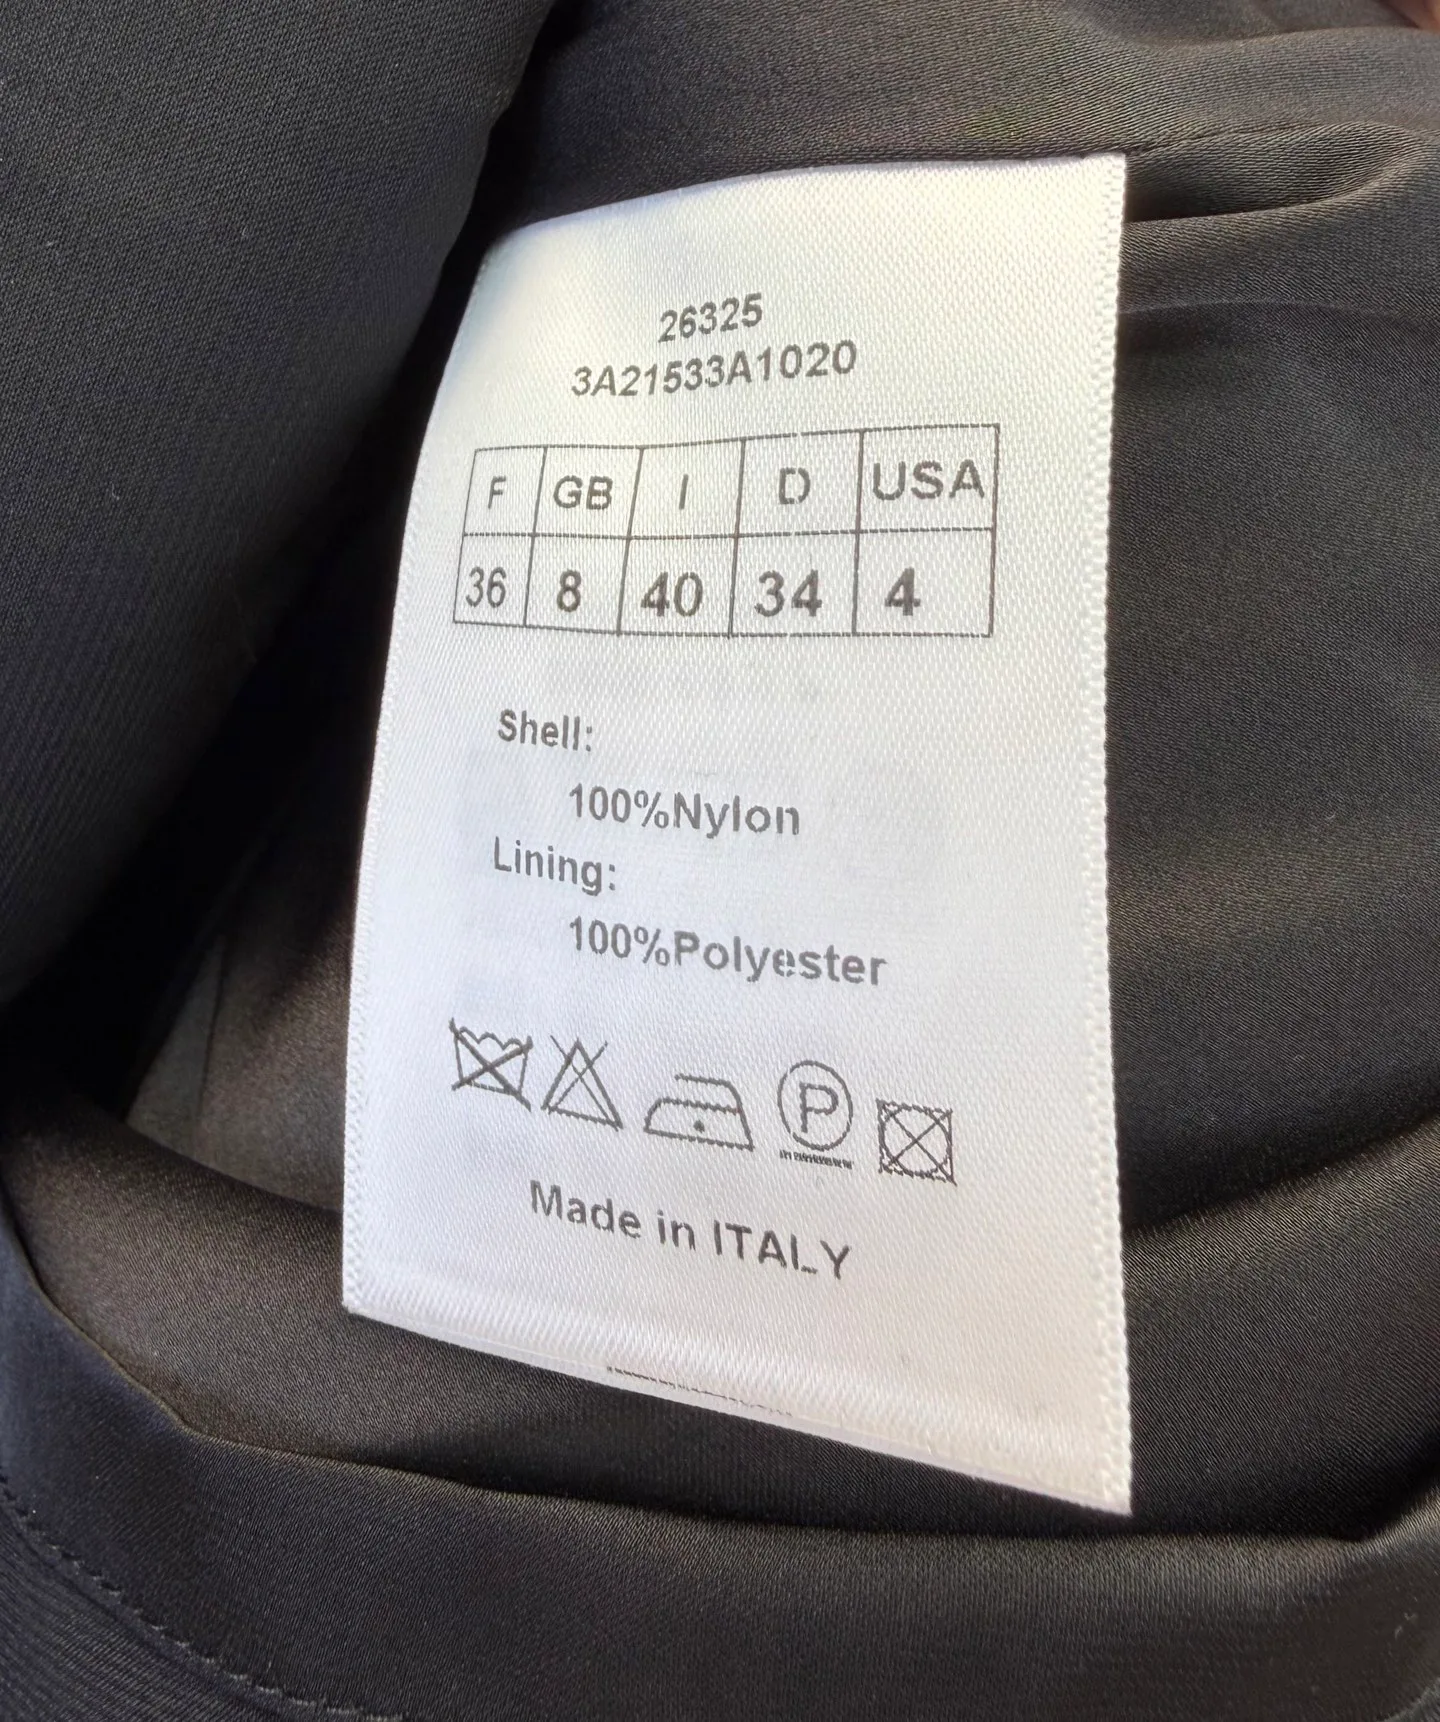 26325
3A21533A1020
F GB I D USA
36 8 40 34 4
Shell:
100%Nylon
Lining:
100%Polyester
P
Made in ITALY